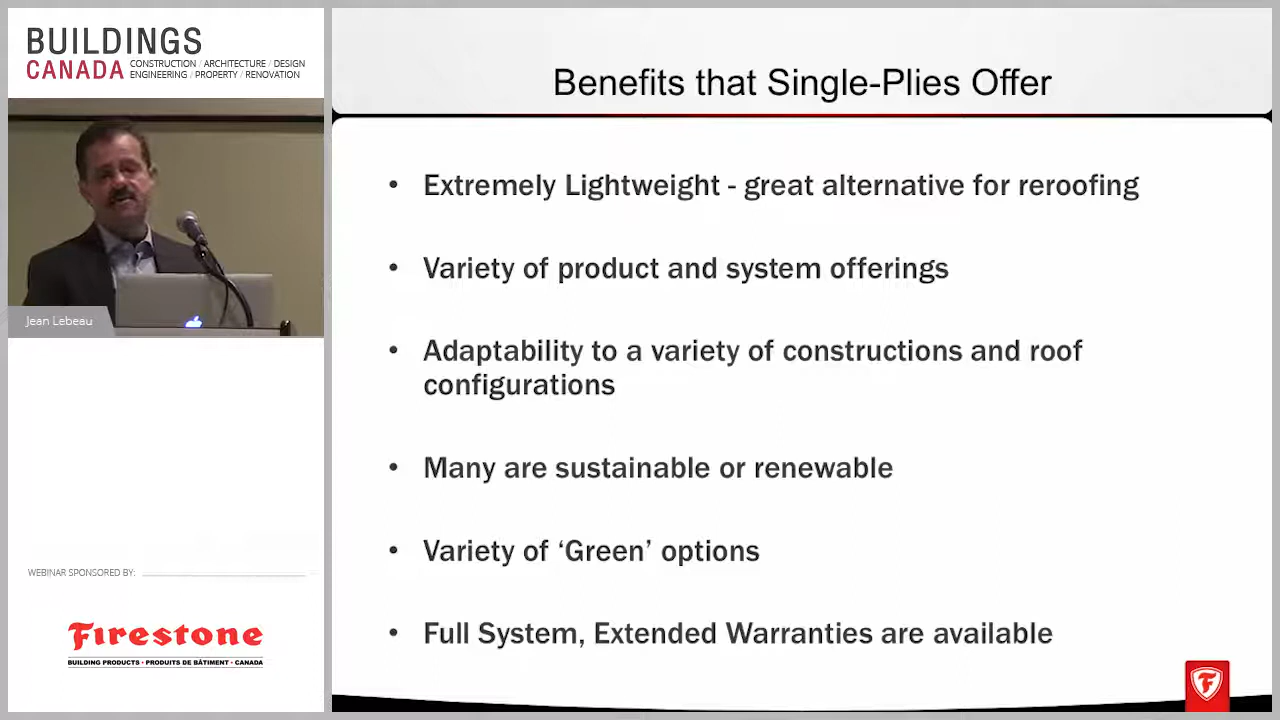 BUILDINGS
CANADA
CONSTRUCTION / ARCHITECTURE / DESIGN
ENGINEERING / PROPERTY / RENOVATION
Jean Lebeau
WEBINAR SPONSORED BY:
Firestone
BUILDING PRODUCTS • PRODUITS DE BÂTIMENT • CANADA
Benefits that Single-Plies Offer
• Extremely Lightweight - great alternative for reroofing
• Variety of product and system offerings
• Adaptability to a variety of constructions and roof
configurations
• Many are sustainable or renewable
• Variety of ‘Green’ options
• Full System, Extended Warranties are available
F